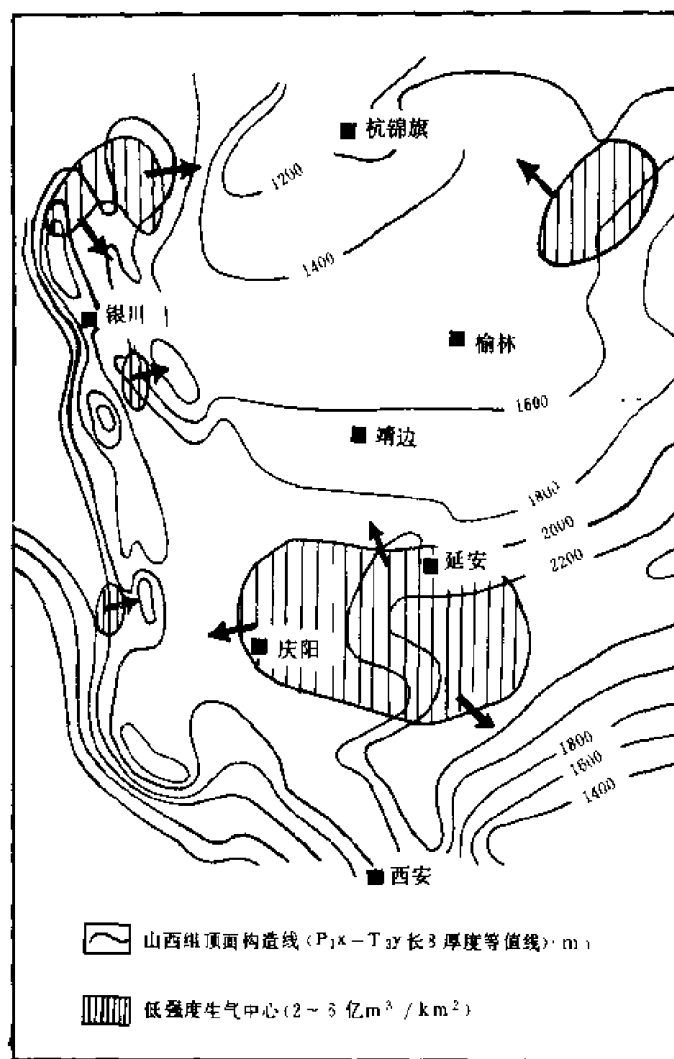 杭锦旗
1200
1400
银川
榆林
1600
靖边
1800
2000
延安
2200
庆阳
1800
1600
1400
西安
山西组顶面构造线(P₁x－T₃y长8厚度等值线)(m)
低强度生气中心(2～6亿m³/km²)